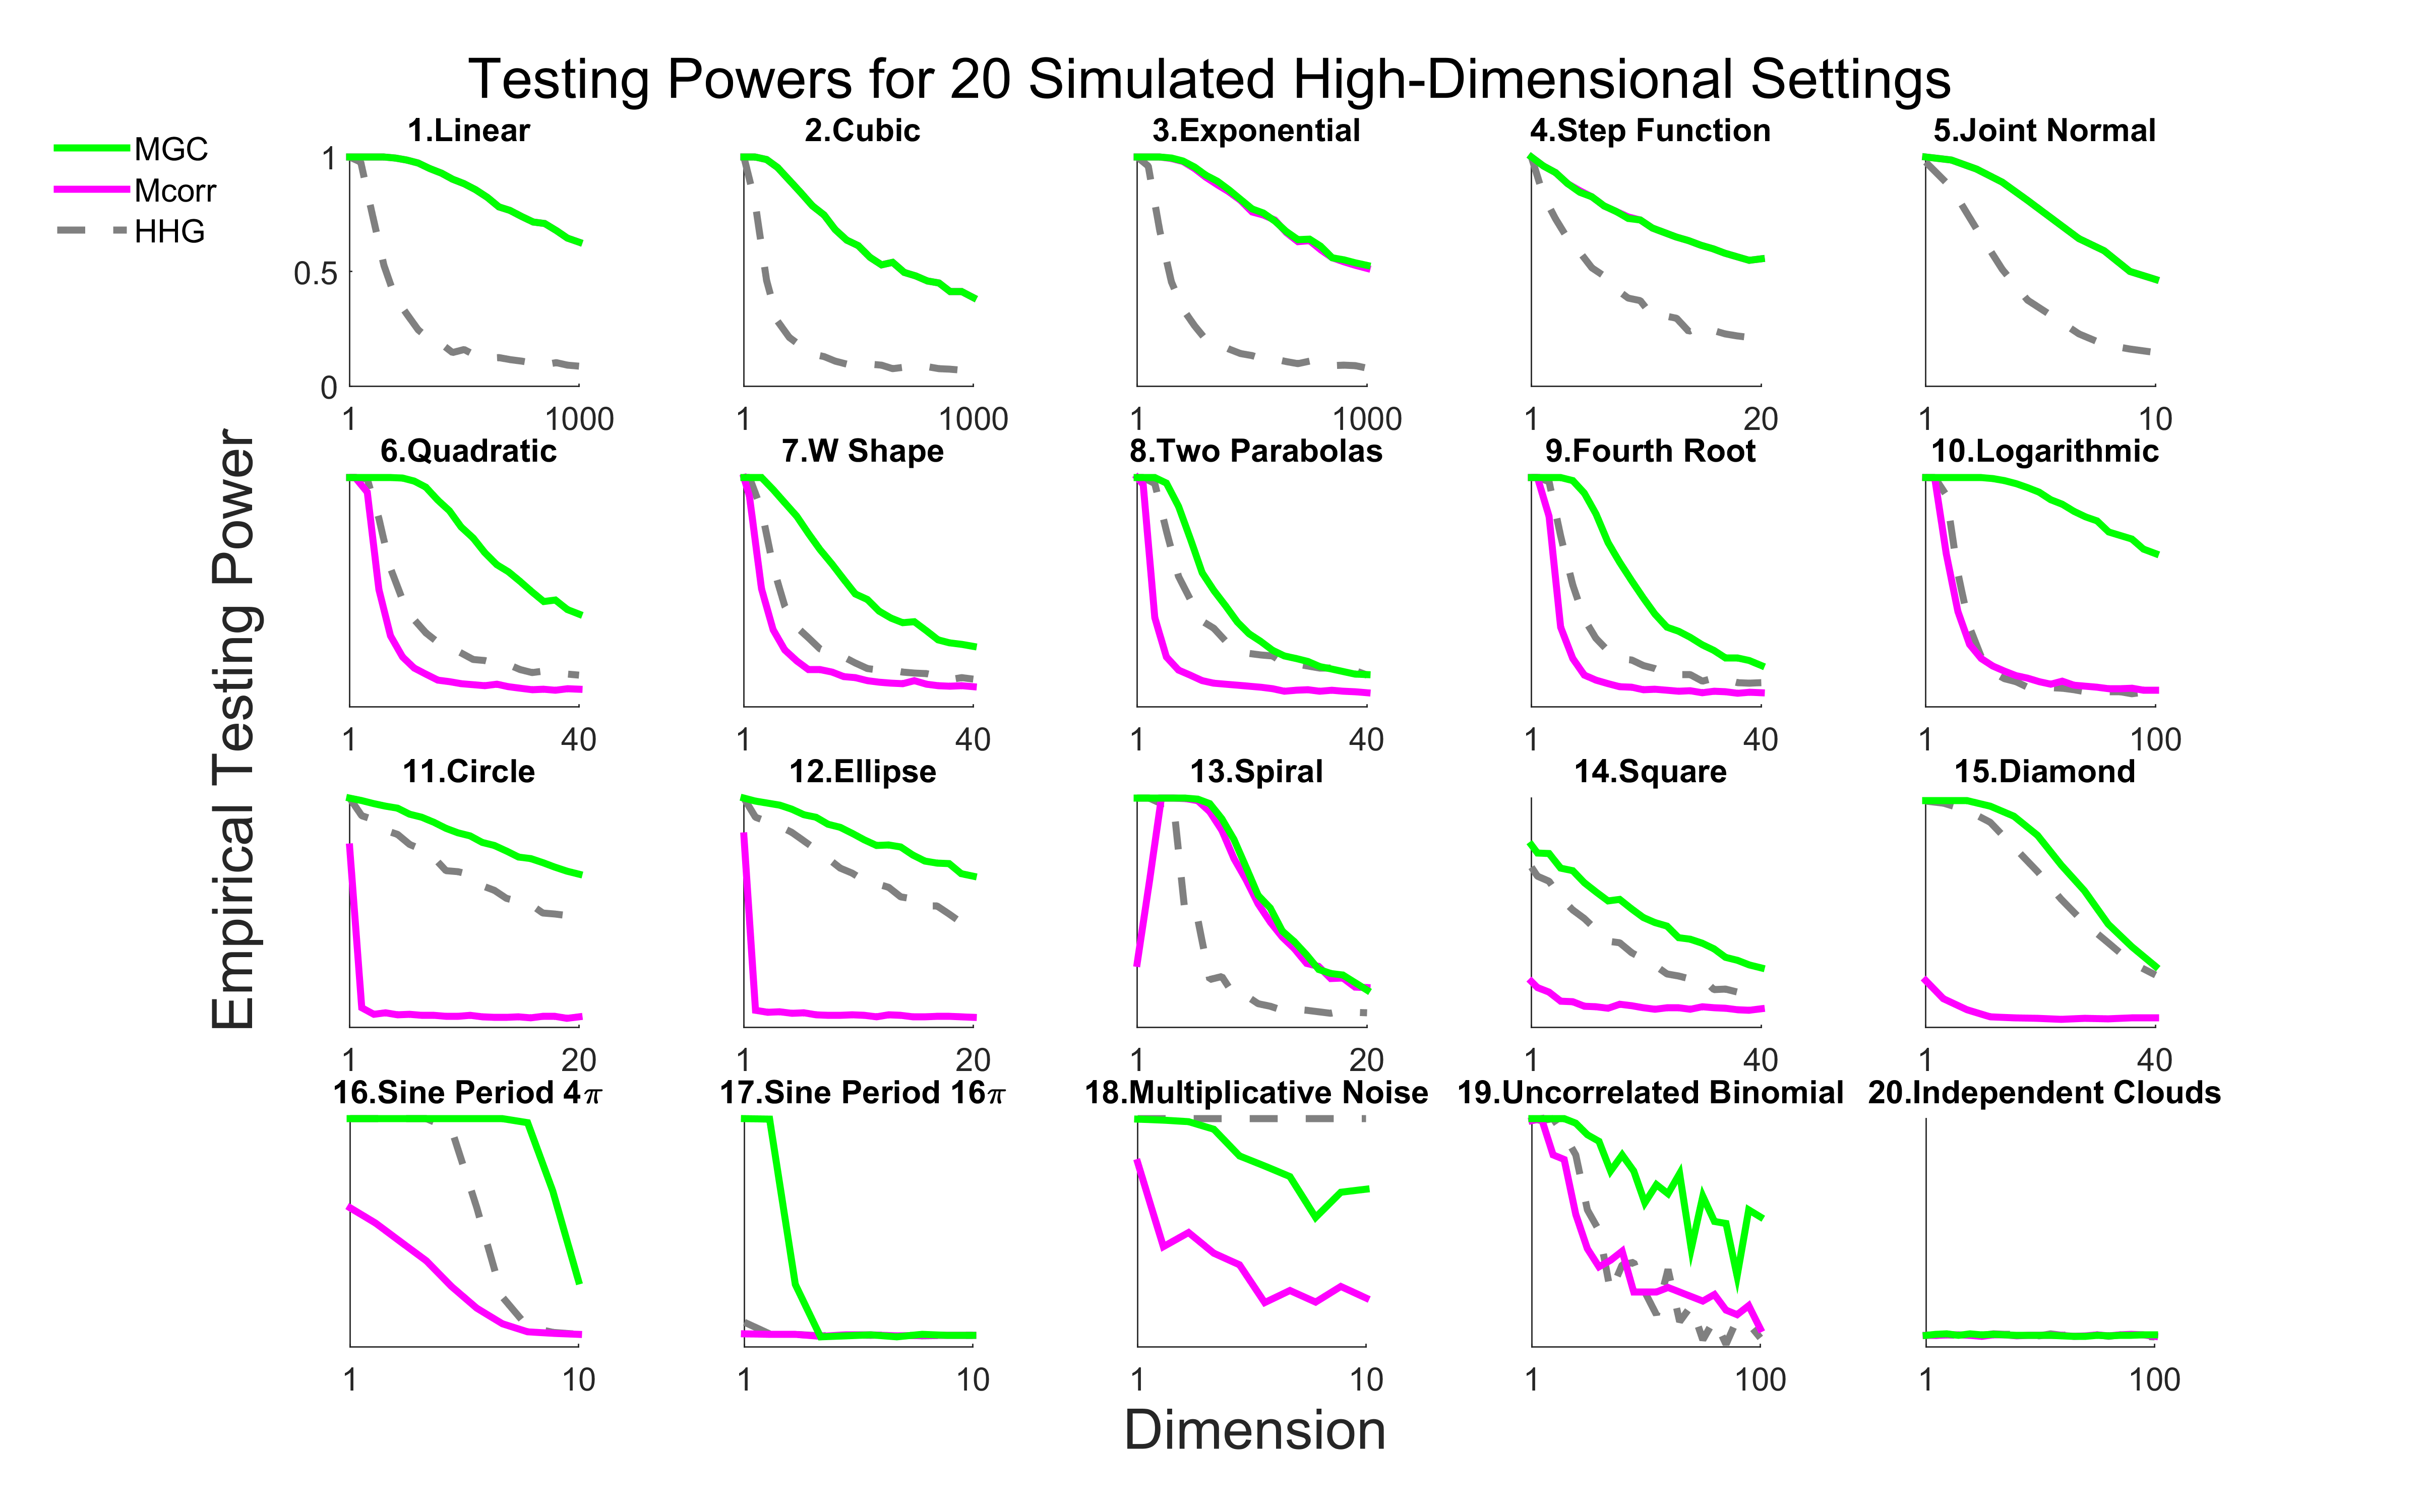 Testing Powers for 20 Simulated High-Dimensional Settings
MGC
Mcorr
HHG
Empirical Testing Power
1.Linear
2.Cubic
3.Exponential
4.Step Function
5.Joint Normal
1
0.5
0
1 1000
1 1000
1 1000
1 20
1 10
6.Quadratic
7.W Shape
8.Two Parabolas
9.Fourth Root
10.Logarithmic
1 40
1 40
1 40
1 40
1 100
11.Circle
12.Ellipse
13.Spiral
14.Square
15.Diamond
1 20
1 20
1 20
1 40
1 40
16.Sine Period 4π
17.Sine Period 16π
18.Multiplicative Noise
19.Uncorrelated Binomial
20.Independent Clouds
1 10
1 10
1 10
1 100
1 100
Dimension